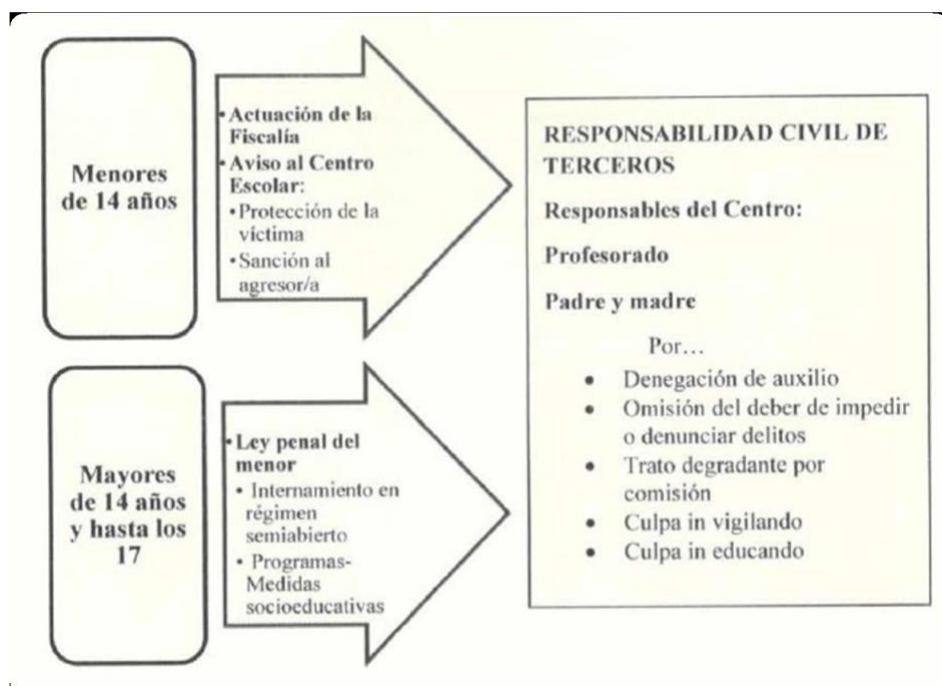 Menores
de 14 años
• Actuación de la
Fiscalía
• Aviso al Centro
Escolar:
• Protección de la
víctima
• Sanción al
agresor/a
Mayores
de 14 años
y hasta los
17
• Ley penal del
menor
• Internamiento en
régimen
semiabierto
• Programas-
Medidas
socioeducativas
RESPONSABILIDAD CIVIL DE
TERCEROS
Responsables del Centro:
Profesorado
Padre y madre
Por…
• Denegación de auxilio
• Omisión del deber de impedir
o denunciar delitos
• Trato degradante por
comisión
• Culpa in vigilando
• Culpa in educando